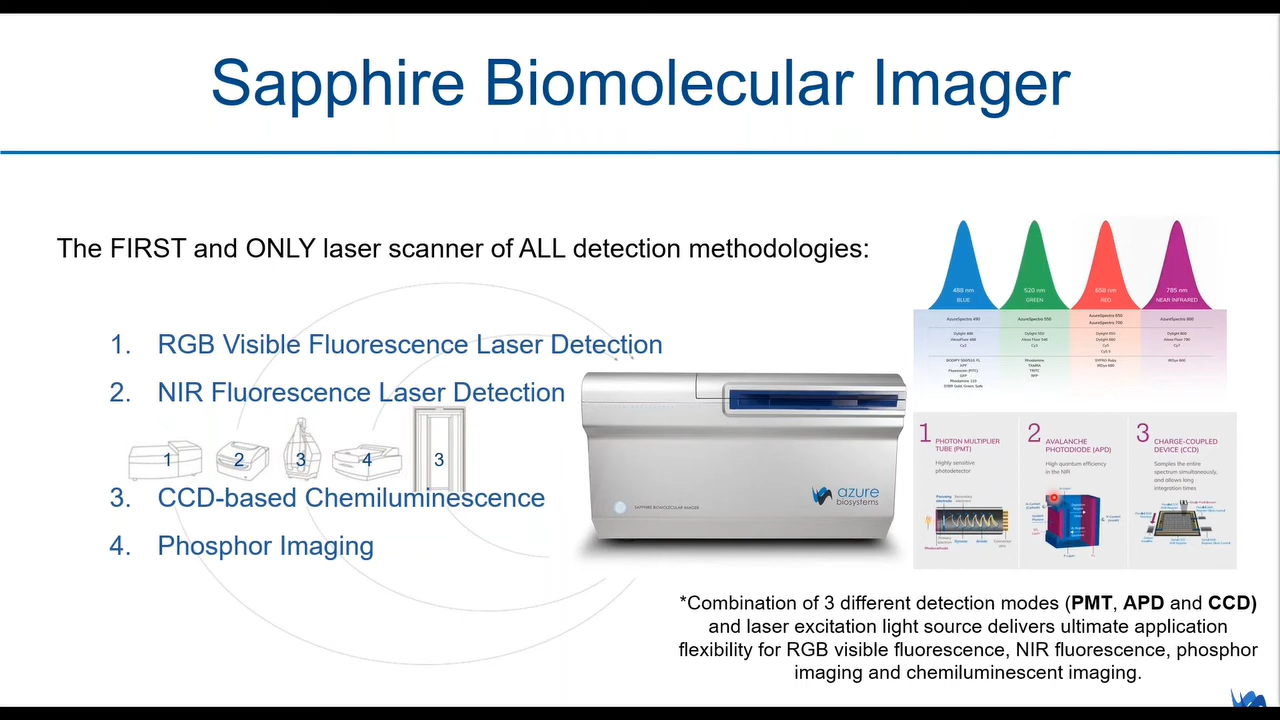 Sapphire Biomolecular Imager
The FIRST and ONLY laser scanner of ALL detection methodologies:
1. RGB Visible Fluorescence Laser Detection
2. NIR Fluorescence Laser Detection
1 2 3 4 3
3. CCD-based Chemiluminescence
4. Phosphor Imaging
SAPPHIRE BIOMOLECULAR IMAGER
azure
biosystems
488 nm
BLUE
520 nm
GREEN
658 nm
RED
785 nm
NEAR INFRARED
AzureSpectra 550
AzureSpectra 650
AzureSpectra 700
AzureSpectra 800
1 PHOTON MULTIPLIER
TUBE (PMT)
Highly sensitive
photodetector
2 AVALANCHE
PHOTODIODE (APD)
High quantum efficiency
in the NIR
3 CHARGE-COUPLED
DEVICE (CCD)
Samples the entire
spectrum simultaneously,
and allows long
integration times
*Combination of 3 different detection modes (PMT, APD and CCD)
and laser excitation light source delivers ultimate application
flexibility for RGB visible fluorescence, NIR fluorescence, phosphor
imaging and chemiluminescent imaging.